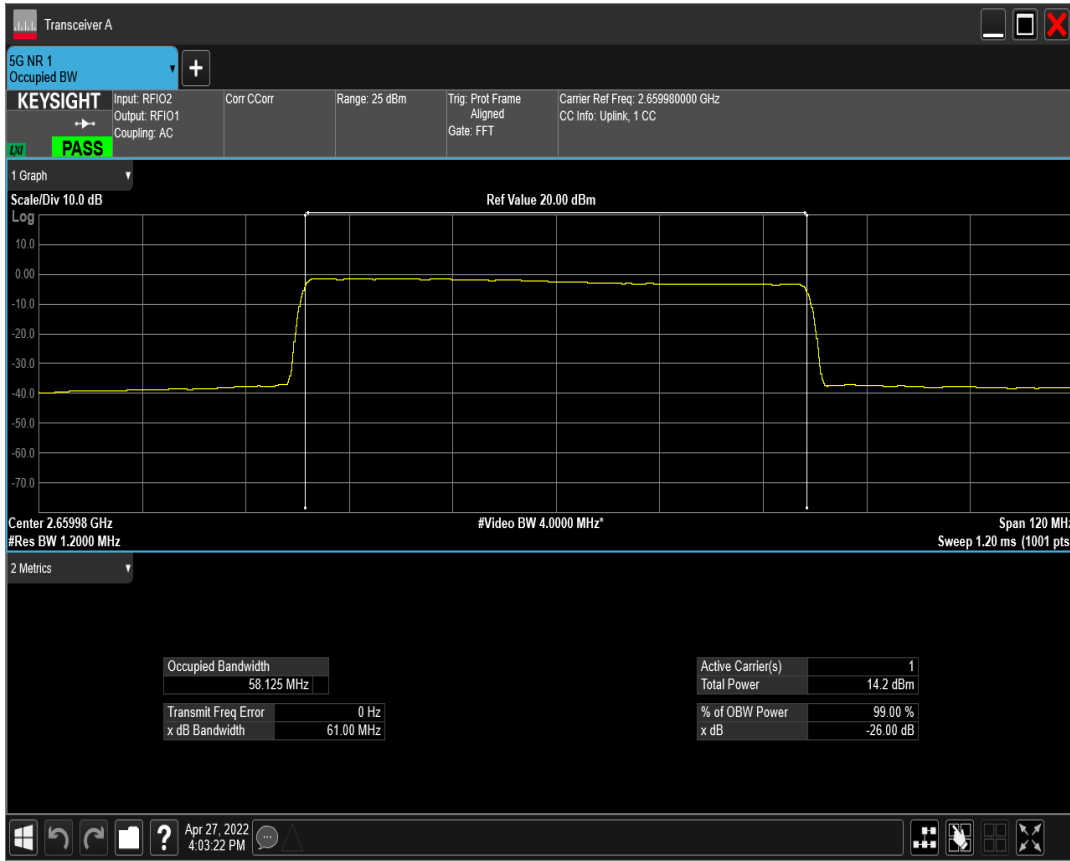 Transceiver A
5G NR 1
Occupied BW
+
KEYSIGHT
LXI
PASS
Input: RFIO2
Output: RFIO1
Coupling: AC
Corr CCorr
Range: 25 dBm
Trig: Prot Frame
Aligned
Gate: FFT
Carrier Ref Freq: 2.659980000 GHz
CC Info: Uplink, 1 CC
1 Graph
Scale/Div 10.0 dB
Ref Value 20.00 dBm
Log
10.0
0.00
-10.0
-20.0
-30.0
-40.0
-50.0
-60.0
-70.0
Center 2.65998 GHz
#Video BW 4.0000 MHz*
Span 120 MHz
#Res BW 1.2000 MHz
Sweep 1.20 ms (1001 pts
2 Metrics
Occupied Bandwidth
58.125 MHz
Transmit Freq Error 0 Hz
x dB Bandwidth 61.00 MHz
Active Carrier(s) 1
Total Power 14.2 dBm
% of OBW Power 99.00 %
x dB -26.00 dB
?
Apr 27, 2022
4:03:22 PM